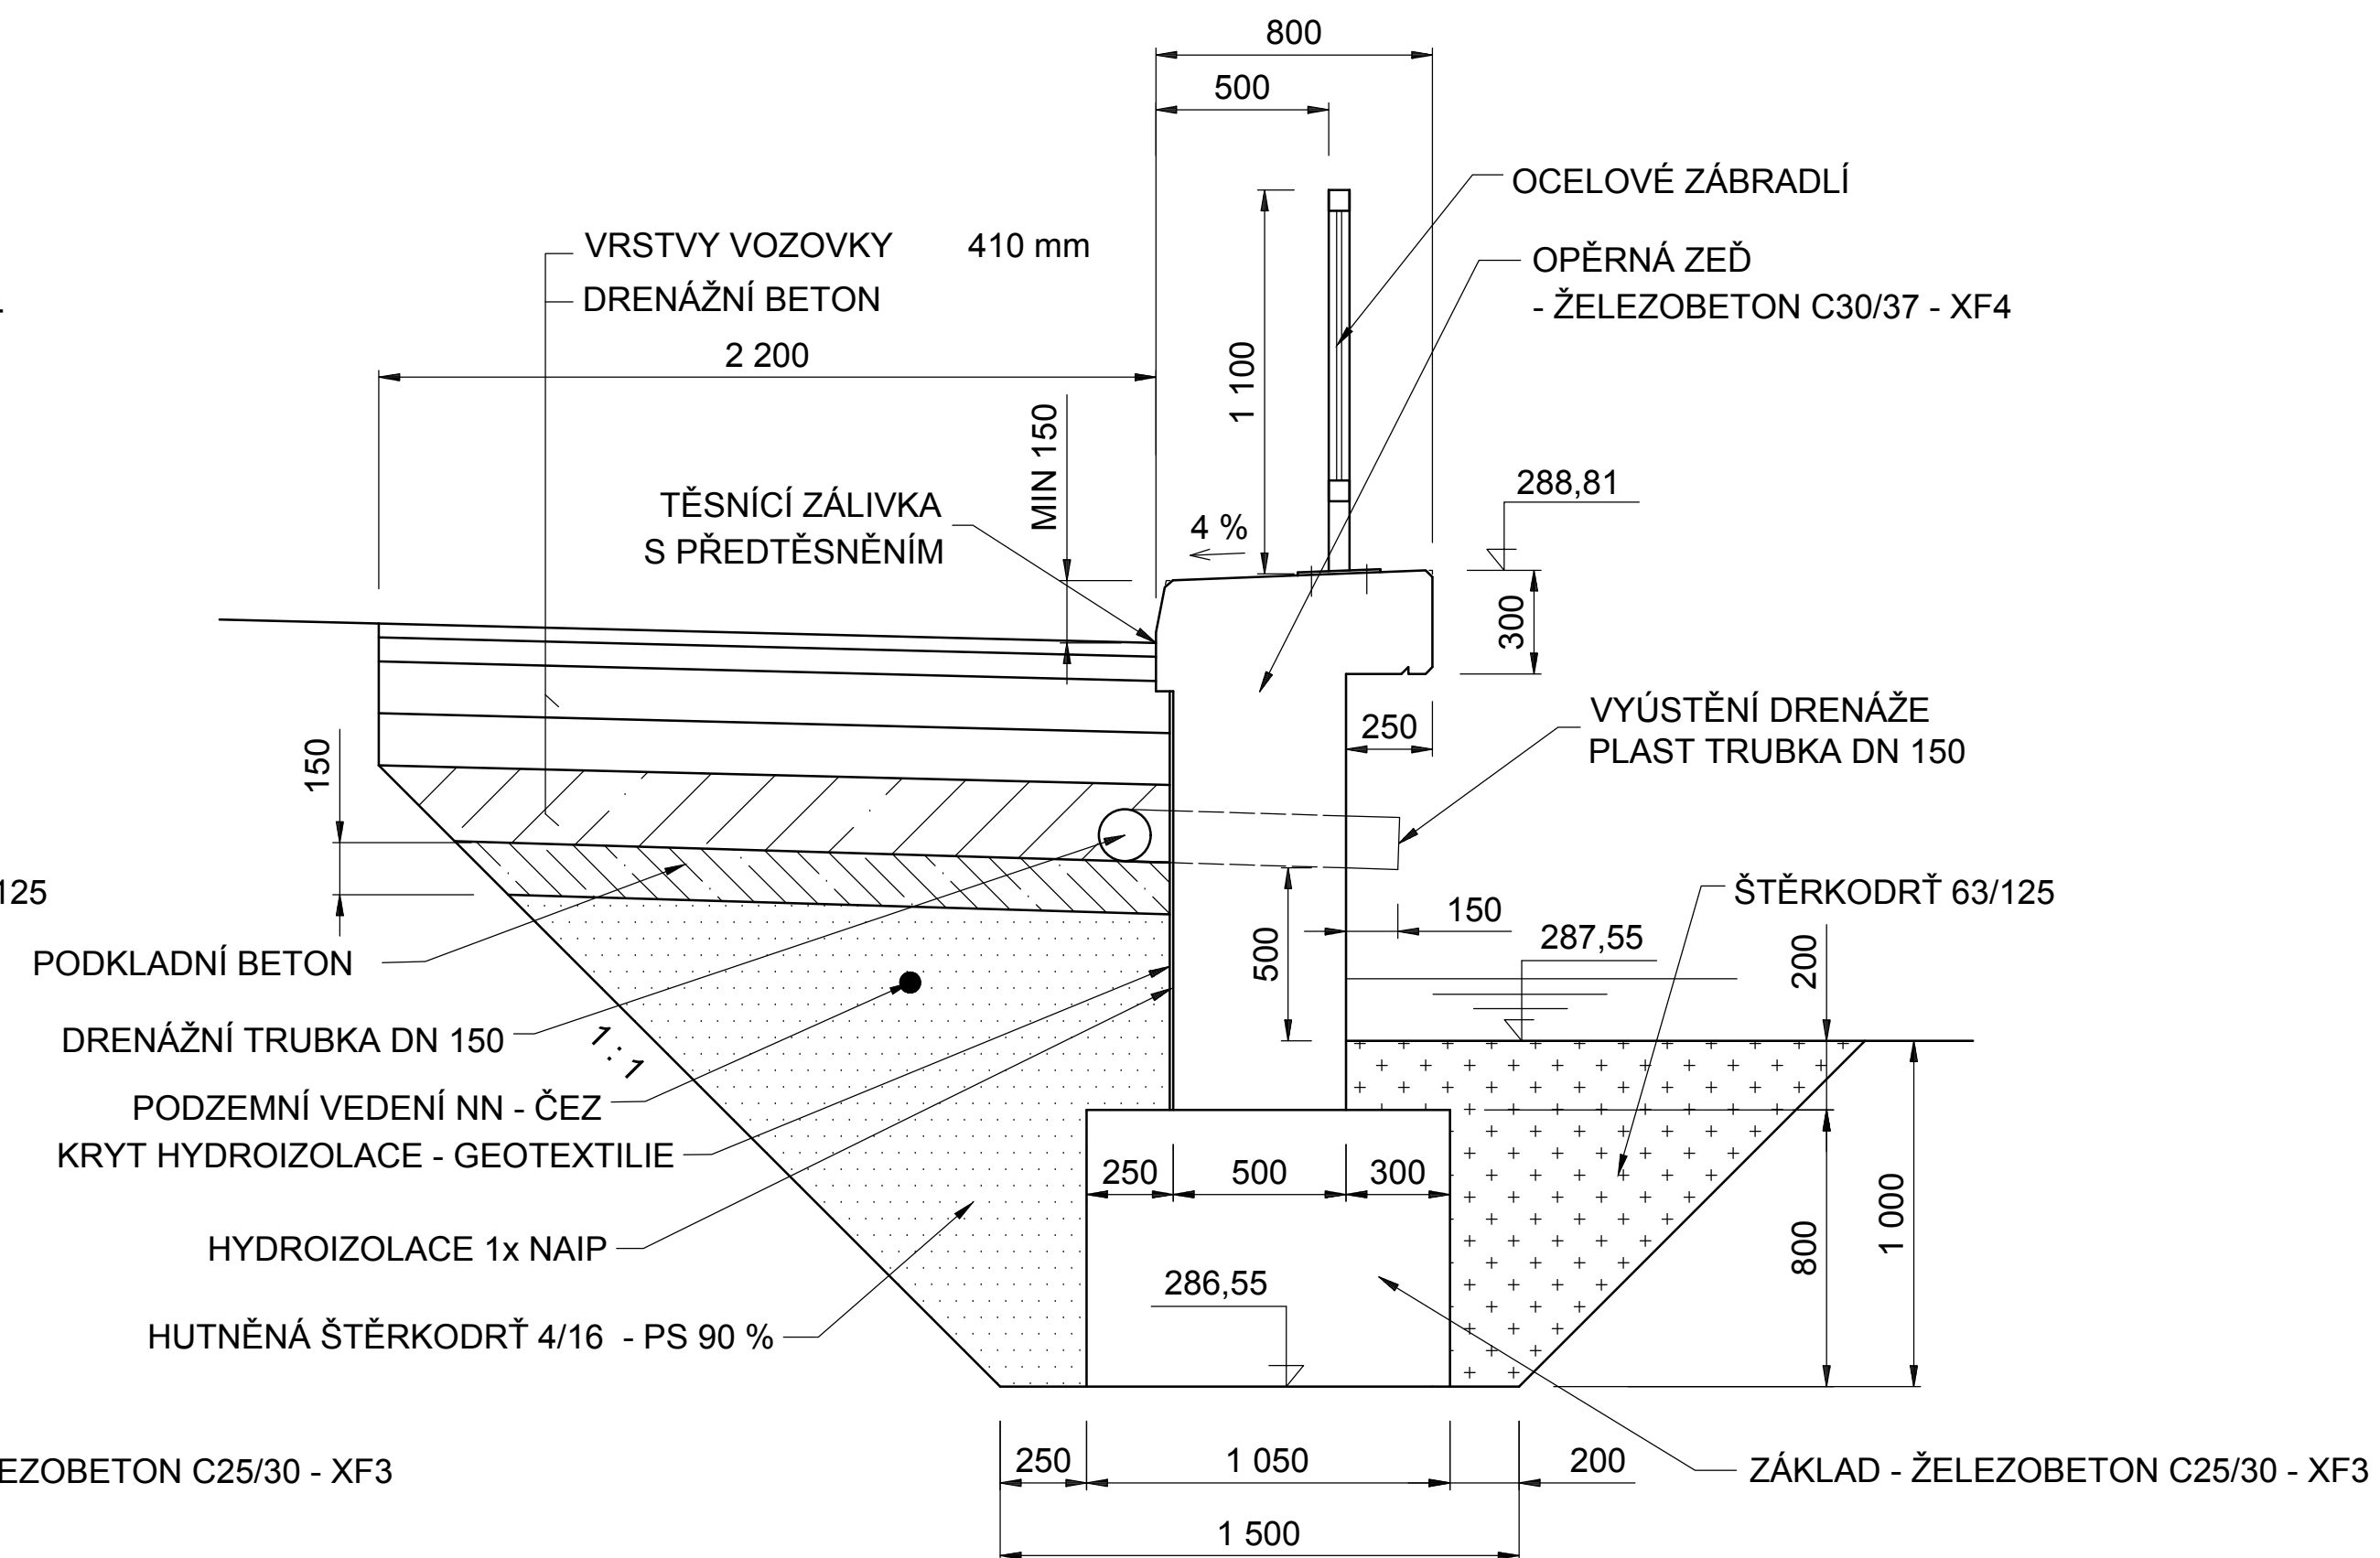 800
500
OCELOVÉ ZÁBRADLÍ
VRSTVY VOZOVKY 410 mm
DRENÁŽNÍ BETON
OPĚRNÁ ZEĎ
- ŽELEZOBETON C30/37 - XF4
2 200
1 100
MIN 150
288,81
TĚSNÍCÍ ZÁLIVKA
S PŘEDTĚSNĚNÍM
4 %
300
VYÚSTĚNÍ DRENÁŽE
PLAST TRUBKA DN 150
250
150
125
ŠTĚRKODRŤ 63/125
150
287,55
500
200
PODKLADNÍ BETON
DRENÁŽNÍ TRUBKA DN 150
1 : 1
PODZEMNÍ VEDENÍ NN - ČEZ
KRYT HYDROIZOLACE - GEOTEXTILIE
250 500 300
HYDROIZOLACE 1x NAIP
800
1 000
286,55
HUTNĚNÁ ŠTĚRKODRŤ 4/16 - PS 90 %
EZOBETON C25/30 - XF3
250 1 050 200
ZÁKLAD - ŽELEZOBETON C25/30 - XF3
1 500